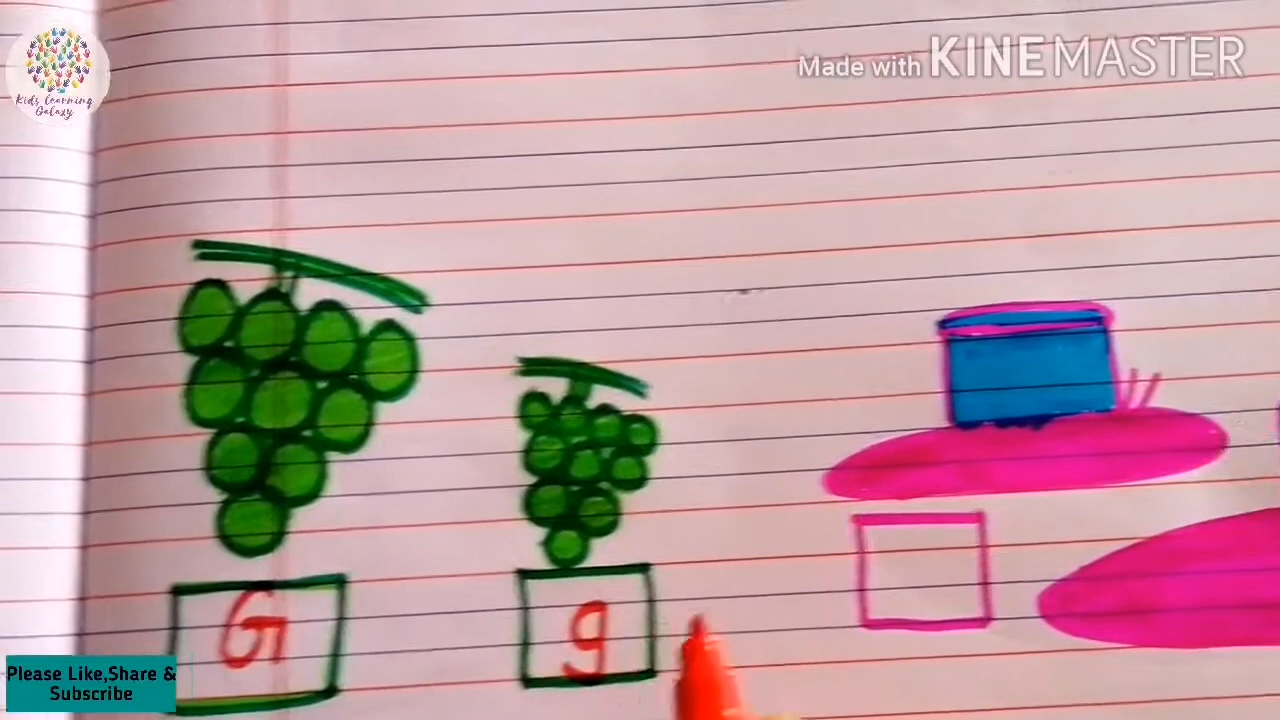 Kids Learning
Galaxy
Made with KINEMASTER
G
g
Please Like,Share &
Subscribe